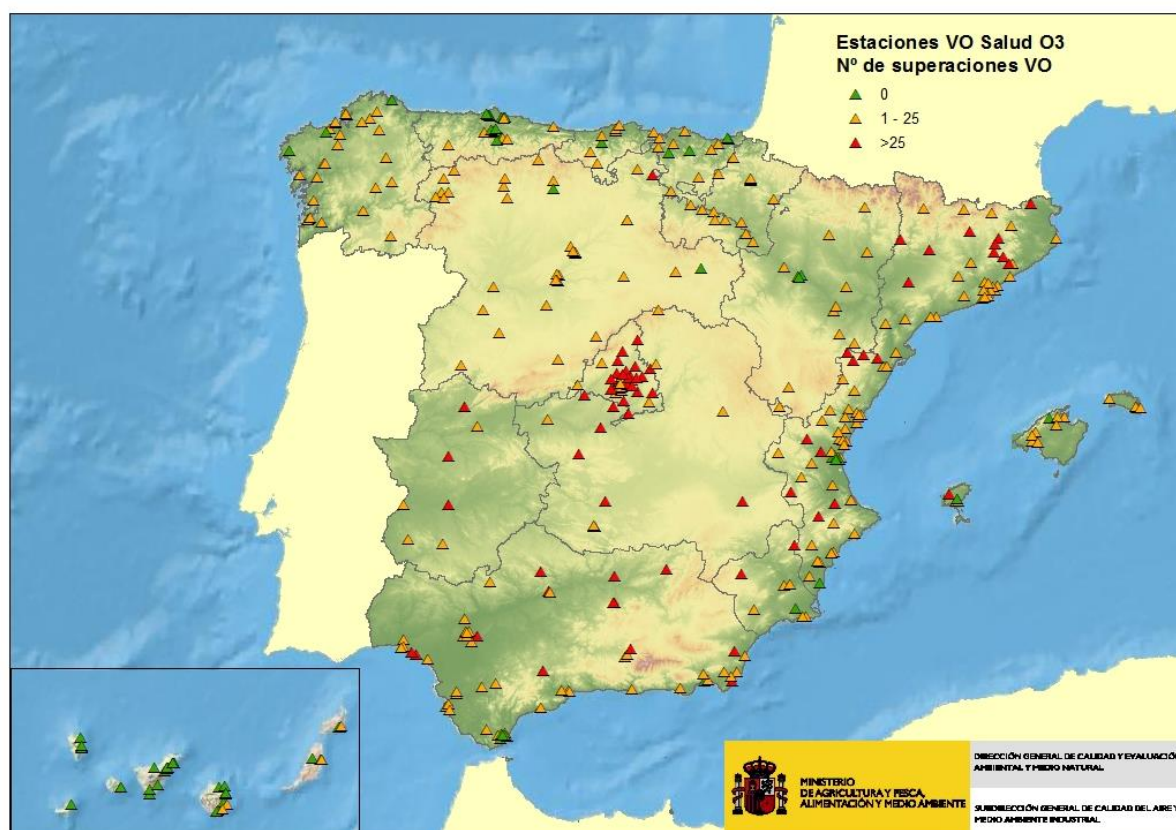 Estaciones VO Salud O3
Nº de superaciones VO
0
1 - 25
>25
MINISTERIO
DE AGRICULTURA Y PESCA,
ALIMENTACIÓN Y MEDIO AMBIENTE
DIRECCIÓN GENERAL DE CALIDAD Y EVALUACIÓN
AMBIENTAL Y MEDIO NATURAL
SUBDIRECCIÓN GENERAL DE CALIDAD DEL AIRE Y
MEDIO AMBIENTE INDUSTRIAL